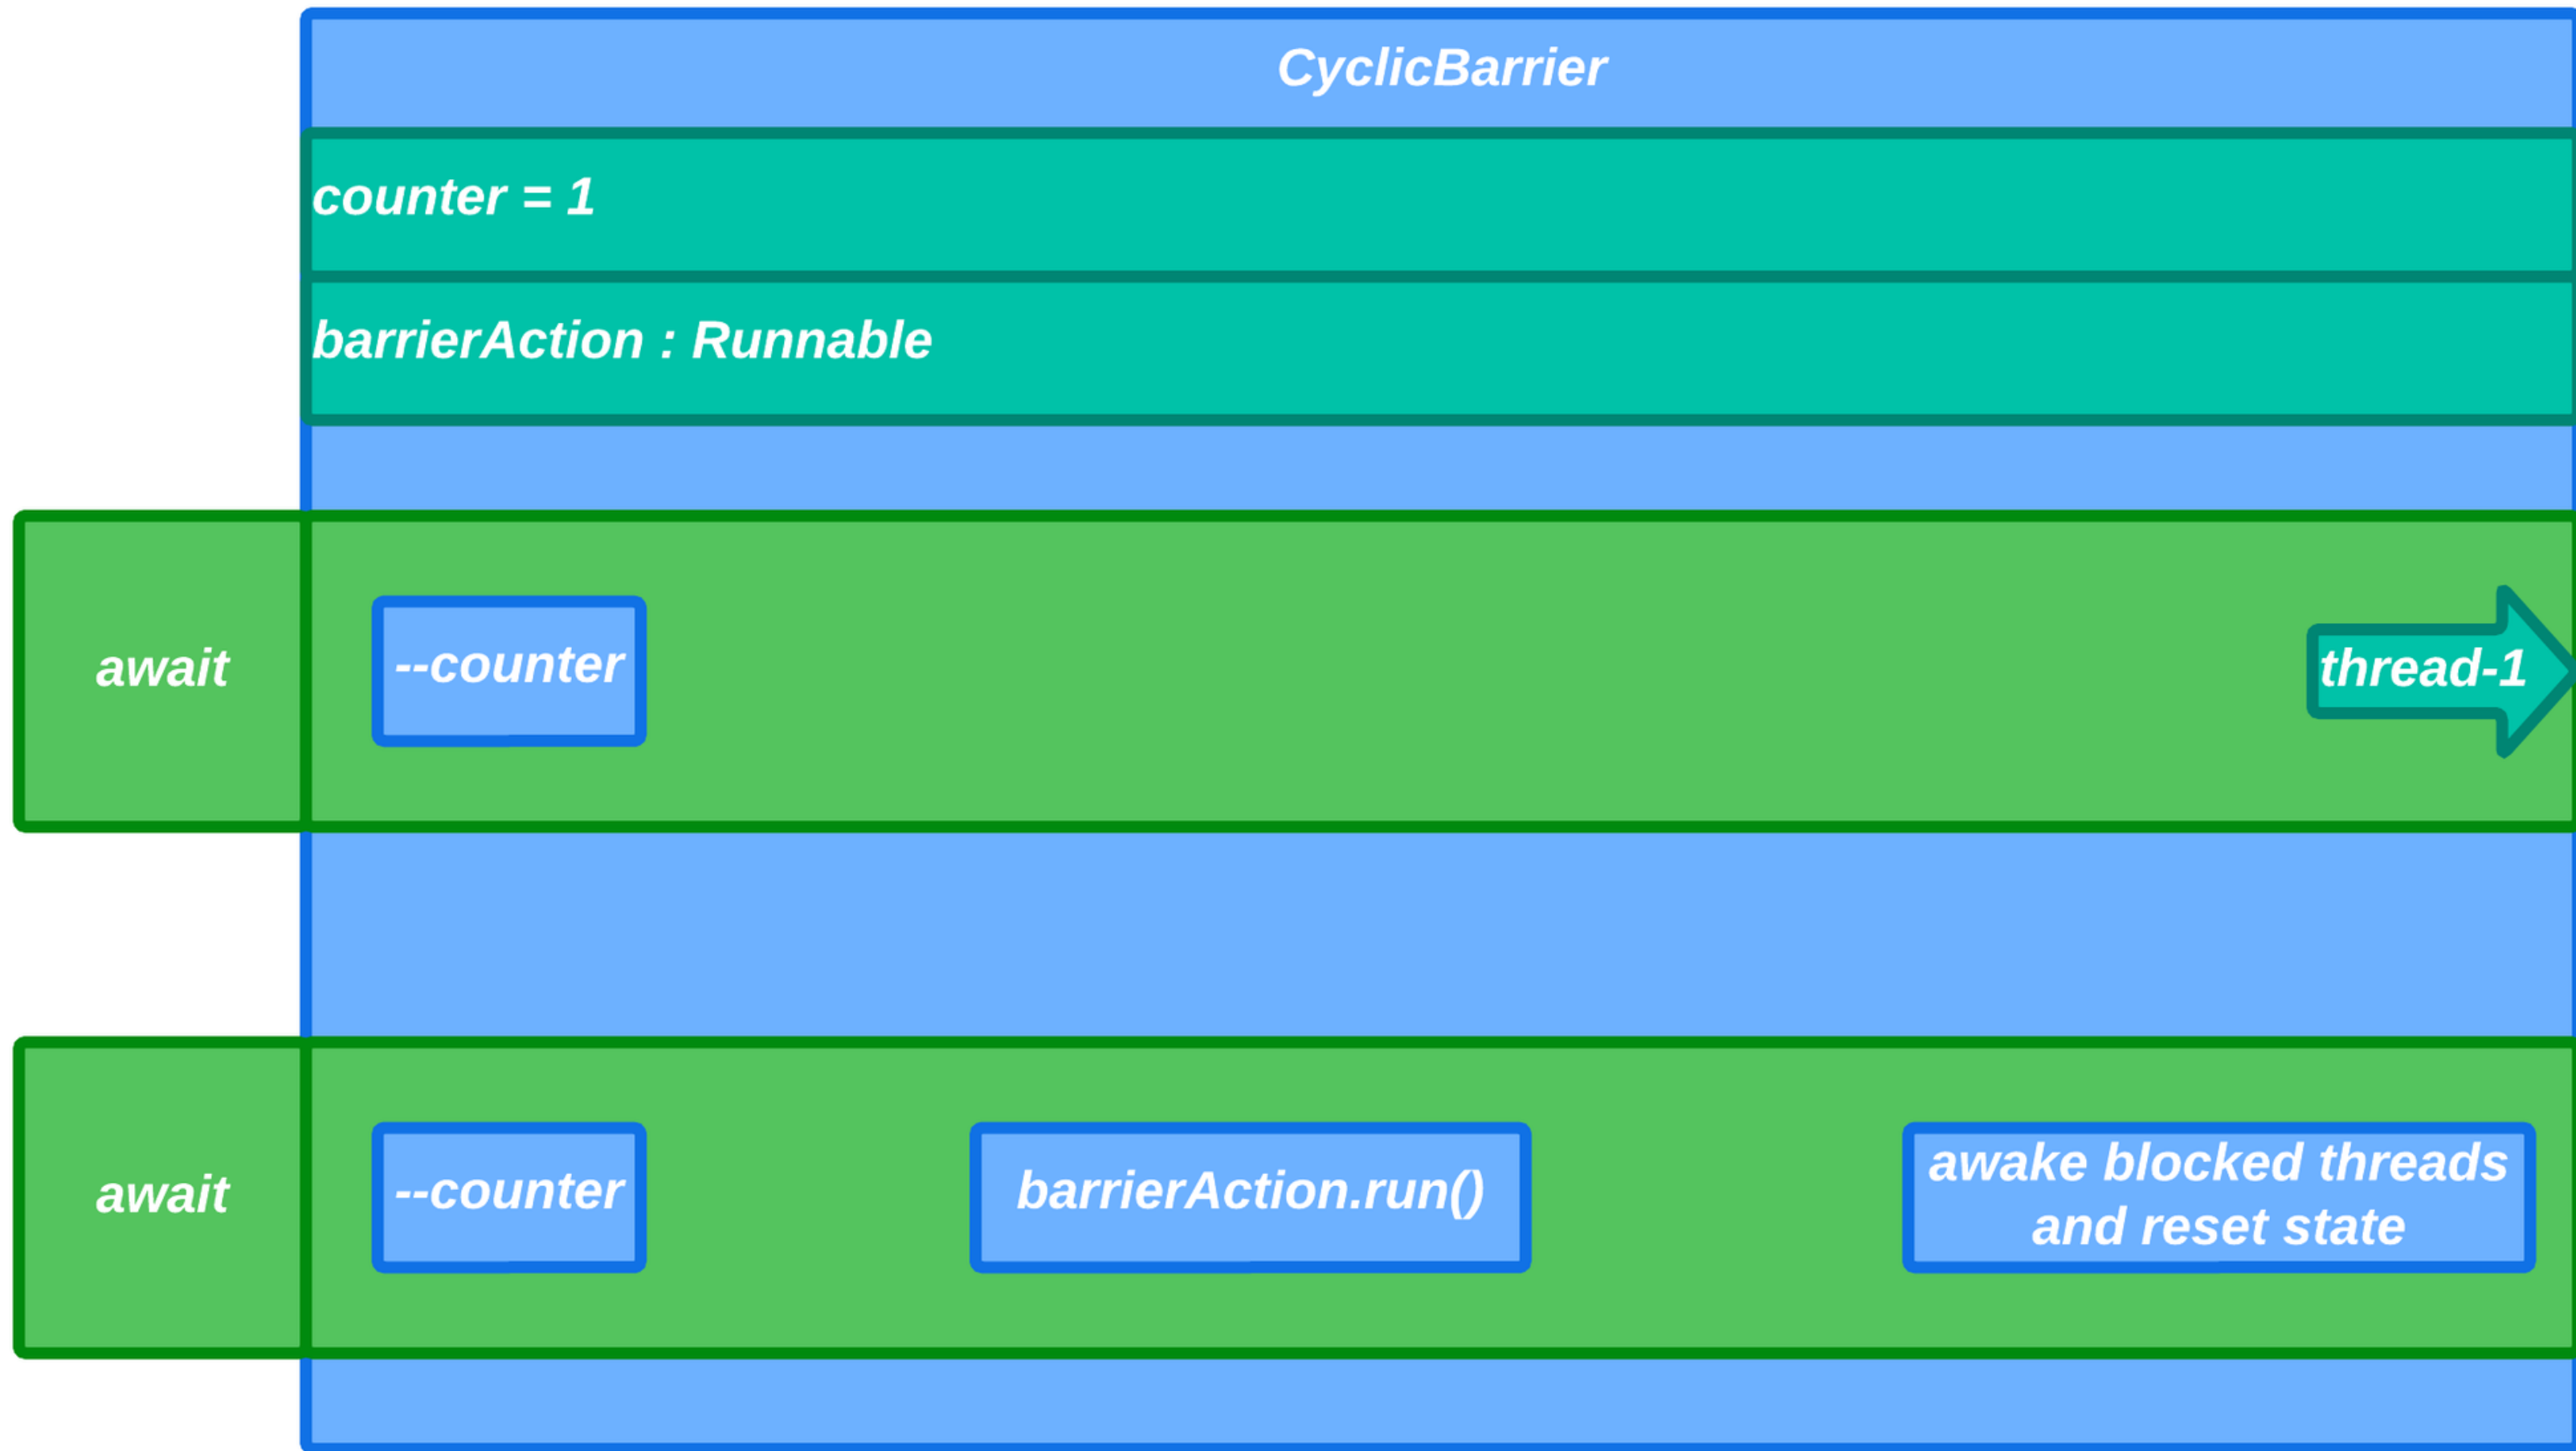 CyclicBarrier
counter = 1
barrierAction : Runnable
await
--counter
thread-1
await
--counter
barrierAction.run()
awake blocked threads
and reset state